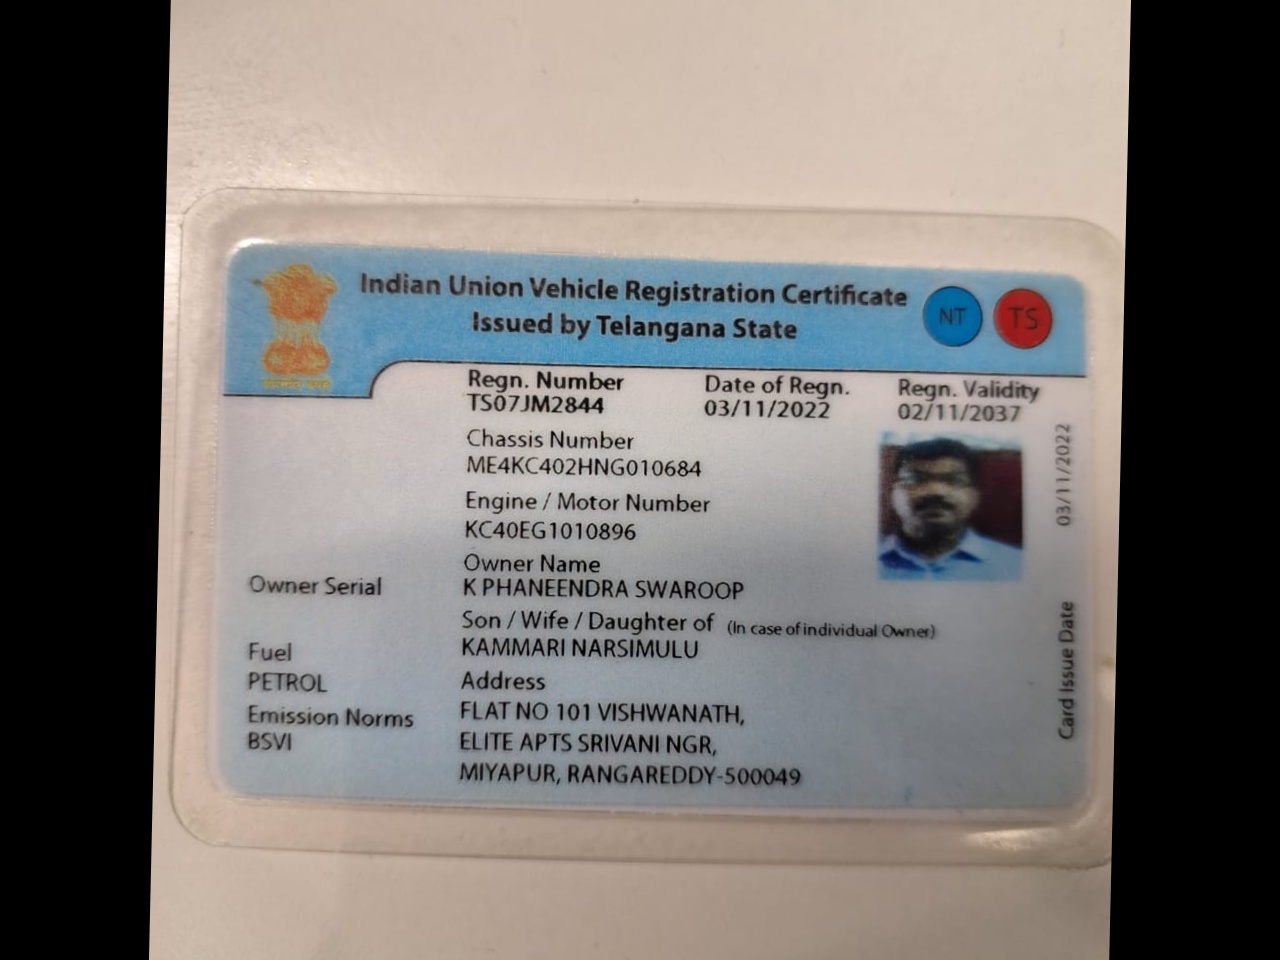 Indian Union Vehicle Registration Certificate
Issued by Telangana State
NT
TS
Regn. Number
TS07JM2844
Date of Regn.
03/11/2022
Regn. Validity
02/11/2037
Chassis Number
ME4KC402HNG010684
Engine / Motor Number
KC40EG1010896
Owner Name
K PHANEENDRA SWAROOP
Owner Serial
Son / Wife / Daughter of (In case of individual Owner)
KAMMARI NARSIMULU
Fuel
PETROL
Emission Norms
BSVI
Address
FLAT NO 101 VISHWANATH,
ELITE APTS SRIVANI NGR,
MIYAPUR, RANGAREDDY-500049
Card Issue Date 03/11/2022